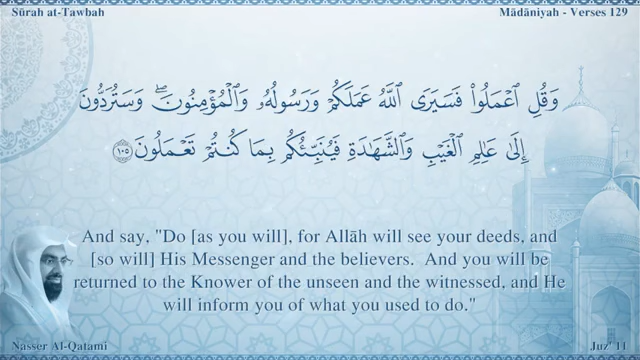 Sūrah at-Tawbah
Mādāniyah - Verses 129
وَقُلِ ٱعْمَلُوا۟ فَسَيَرَى ٱللَّهُ عَمَلَكُمْ وَرَسُولُهُۥ وَٱلْمُؤْمِنُونَ ۖ وَسَتُرَدُّونَ
إِلَىٰ عَـٰلِمِ ٱلْغَيْبِ وَٱلشَّهَـٰدَةِ فَيُنَبِّئُكُم بِمَا كُنتُمْ تَعْمَلُونَ ١٠٥
And say, "Do [as you will], for Allāh will see your deeds, and
[so will] His Messenger and the believers.  And you will be
returned to the Knower of the unseen and the witnessed, and He
will inform you of what you used to do."
Nasser Al-Qatami
Juz' 11